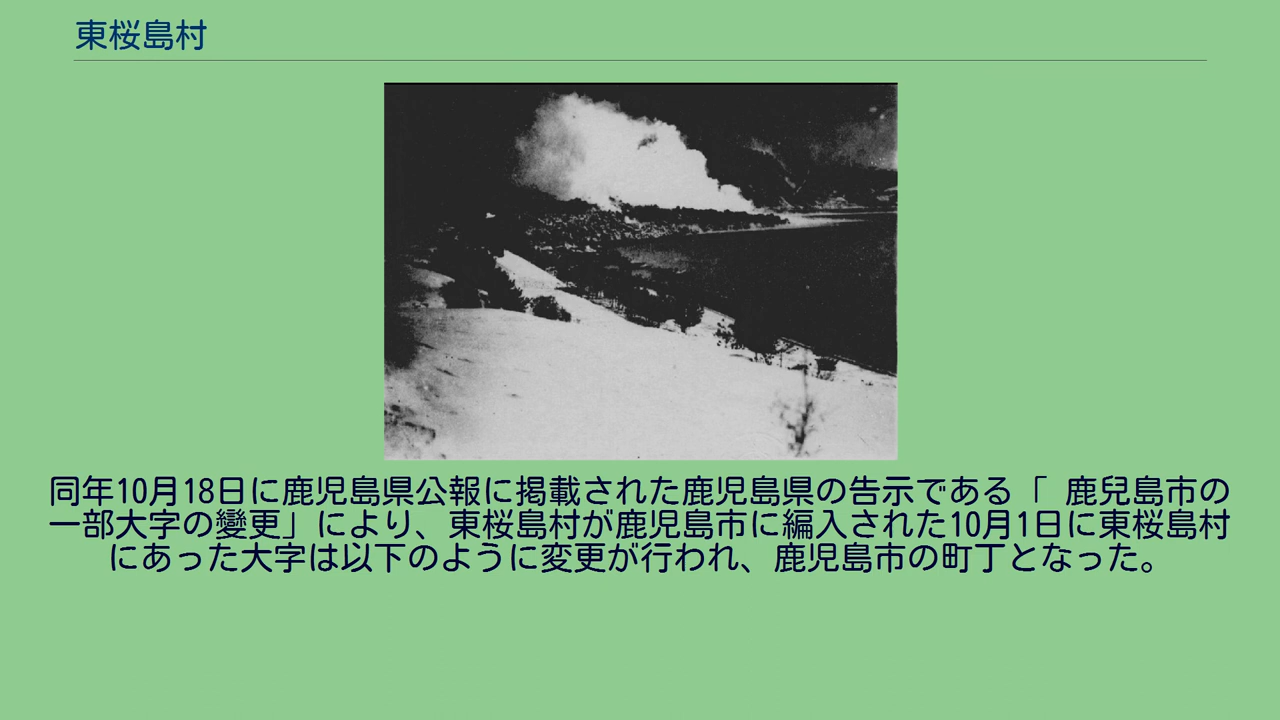 東桜島村
同年10月18日に鹿児島県公報に掲載された鹿児島県の告示である「 鹿兒島市の
一部大字の變更」により、東桜島村が鹿児島市に編入された10月1日に東桜島村
にあった大字は以下のように変更が行われ、鹿児島市の町丁となった。